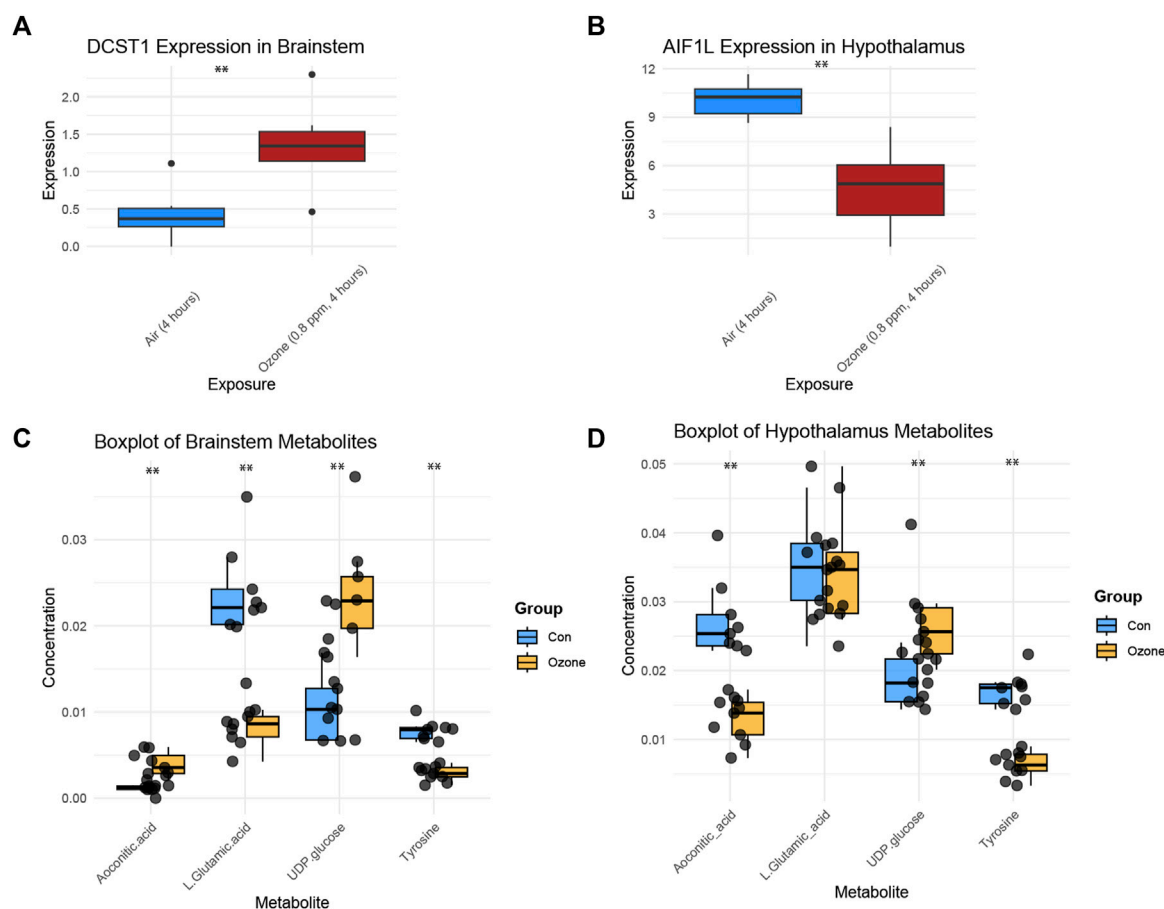 A
DCST1 Expression in Brainstem
**
2.0
1.5
1.0
0.5
0.0
Expression
Air (4 hours)
Ozone (0.8 ppm, 4 hours)
Exposure
B
AIF1L Expression in Hypothalamus
**
12
9
6
3
Expression
Air (4 hours)
Ozone (0.8 ppm, 4 hours)
Exposure
C
Boxplot of Brainstem Metabolites
** ** ** **
0.03
0.02
0.01
0.00
Concentration
Aoconitic.acid
L.Glutamic.acid
UDP.glucose
Tyrosine
Metabolite
Group
Con
Ozone
D
Boxplot of Hypothalamus Metabolites
** ** **
0.05
0.04
0.03
0.02
0.01
Concentration
Aoconitic_acid
L.Glutamic_acid
UDP.glucose
Tyrosine
Metabolite
Group
Con
Ozone